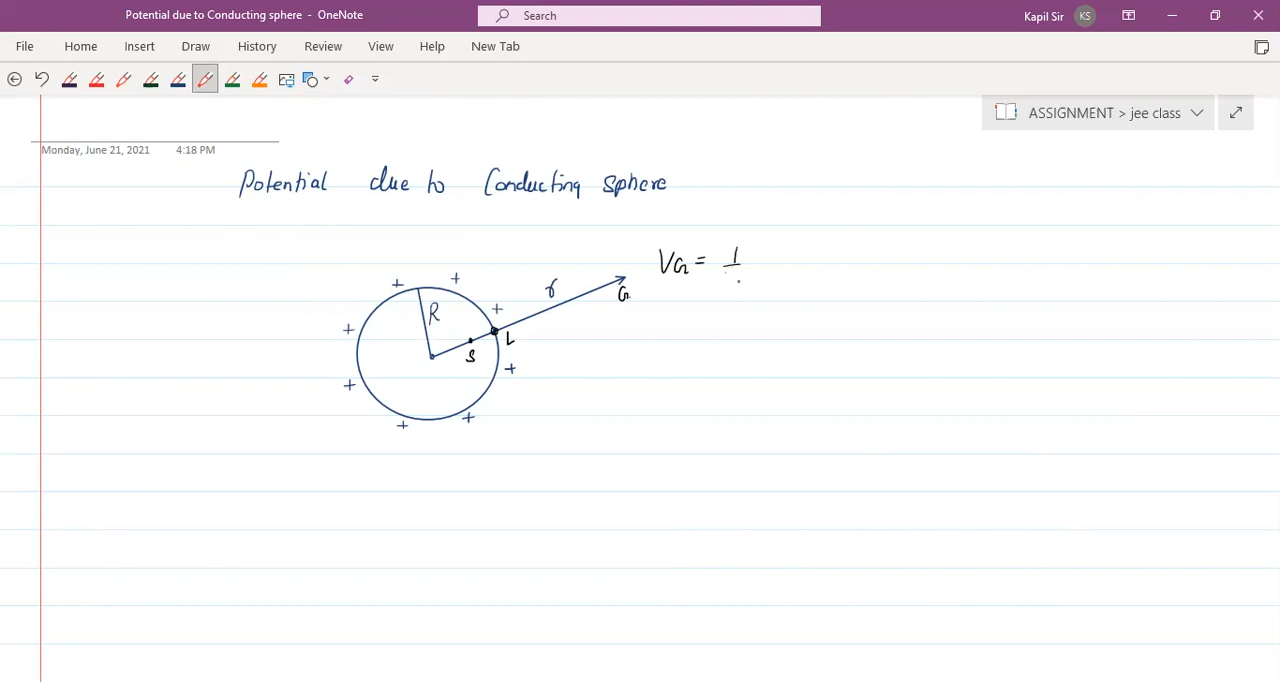 Potential due to Conducting sphere - OneNote
Search
Kapil Sir KS
File Home Insert Draw History Review View Help New Tab
ASSIGNMENT > jee class
Monday, June 21, 2021 4:18 PM
Potential due to Conducting sphere
VG = 1
+ +
r
G
R
+
+
L
S
+
+
+
+